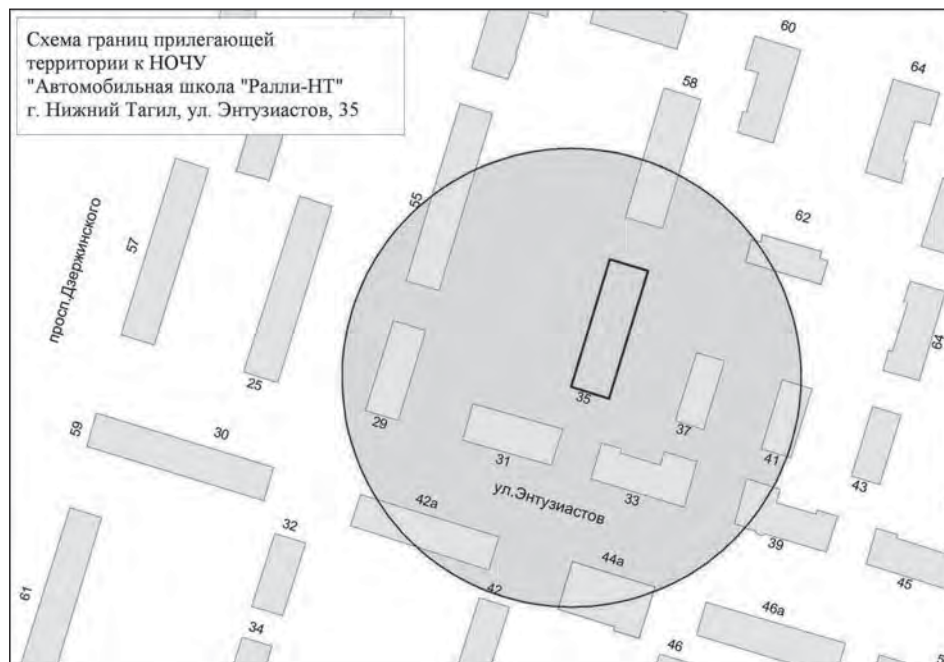 Схема границ прилегающей
территории к НОЧУ
"Автомобильная школа "Ралли-НТ"
г. Нижний Тагил, ул. Энтузиастов, 35
60
58
64
55
62
57
просп.Дзержинского
64
25
35
29
37
59
30
31
41
33
43
ул.Энтузиастов
42а
32
39
44а
45
61
42
46а
34
46